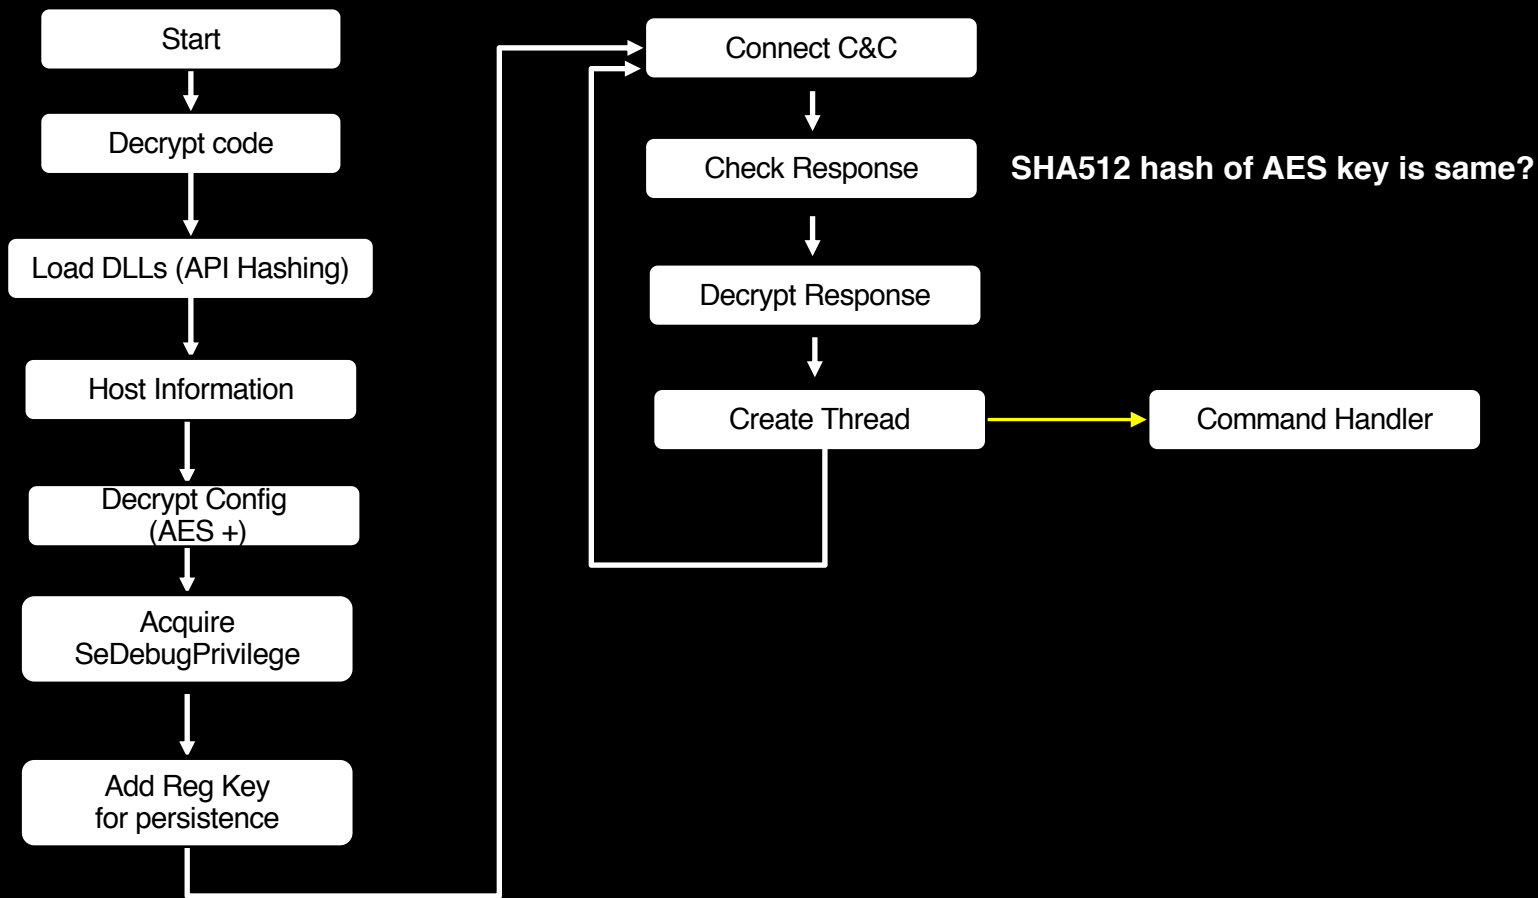 Start
Decrypt code
Load DLLs (API Hashing)
Host Information
Decrypt Config
(AES +)
Acquire
SeDebugPrivilege
Add Reg Key
for persistence
Connect C&C
Check Response
SHA512 hash of AES key is same?
Decrypt Response
Create Thread
Command Handler